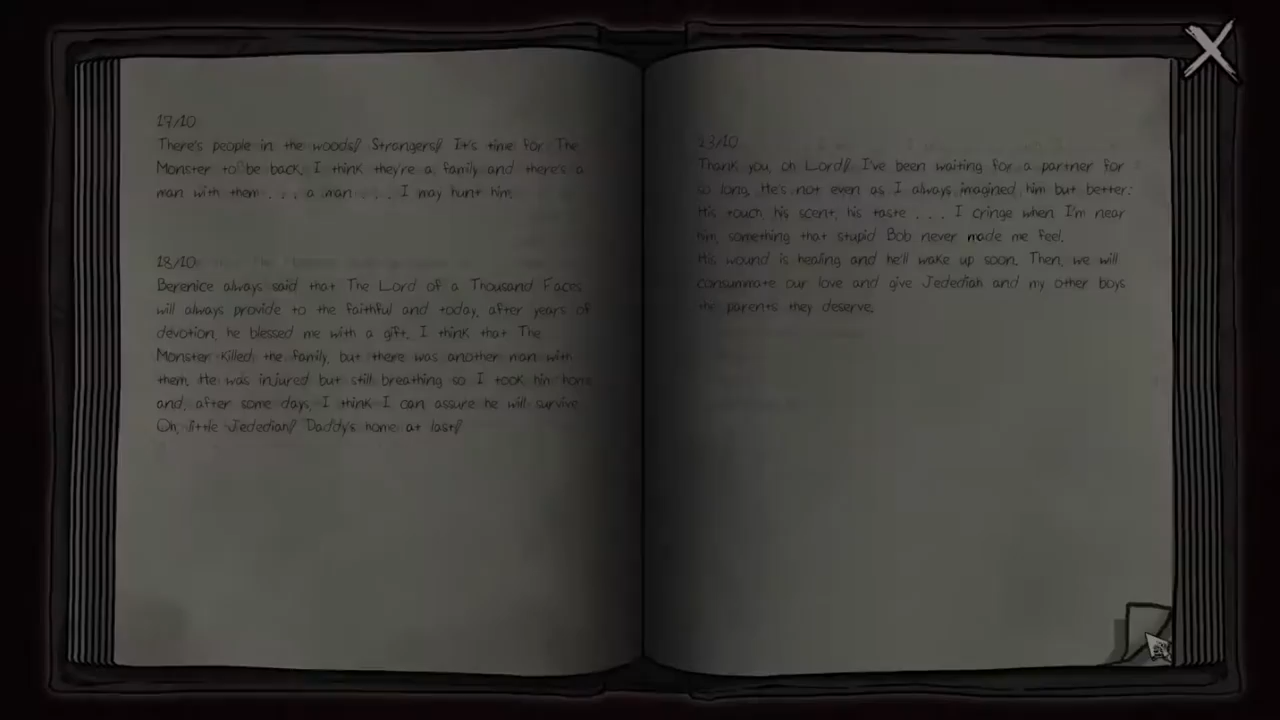 17/10
There's people in the woods! Strangers! It's time for The
Monster to be back. I think they're a family and there's a
man with them . . . a man . . . I may hunt him.
18/10
Berenice always said that The Lord of a Thousand Faces
will always provide to the faithful and today, after years of
devotion, he blessed me with a gift. I think that The
Monster killed the family, but there was another man with
them. He was injured but still breathing so I took him home
and, after some days, I think I can assure he will survive.
Oh, little Jedediah! Daddy's home at last!
23/10
Thank you, oh Lord! I've been waiting for a partner for
so long. He's not even as I always imagined him but better:
His touch, his scent, his taste . . . I cringe when I'm near
him, something that stupid Bob never made me feel.
His wound is healing and he'll wake up soon. Then, we will
consummate our love and give Jedediah and my other boys
the parents they deserve.